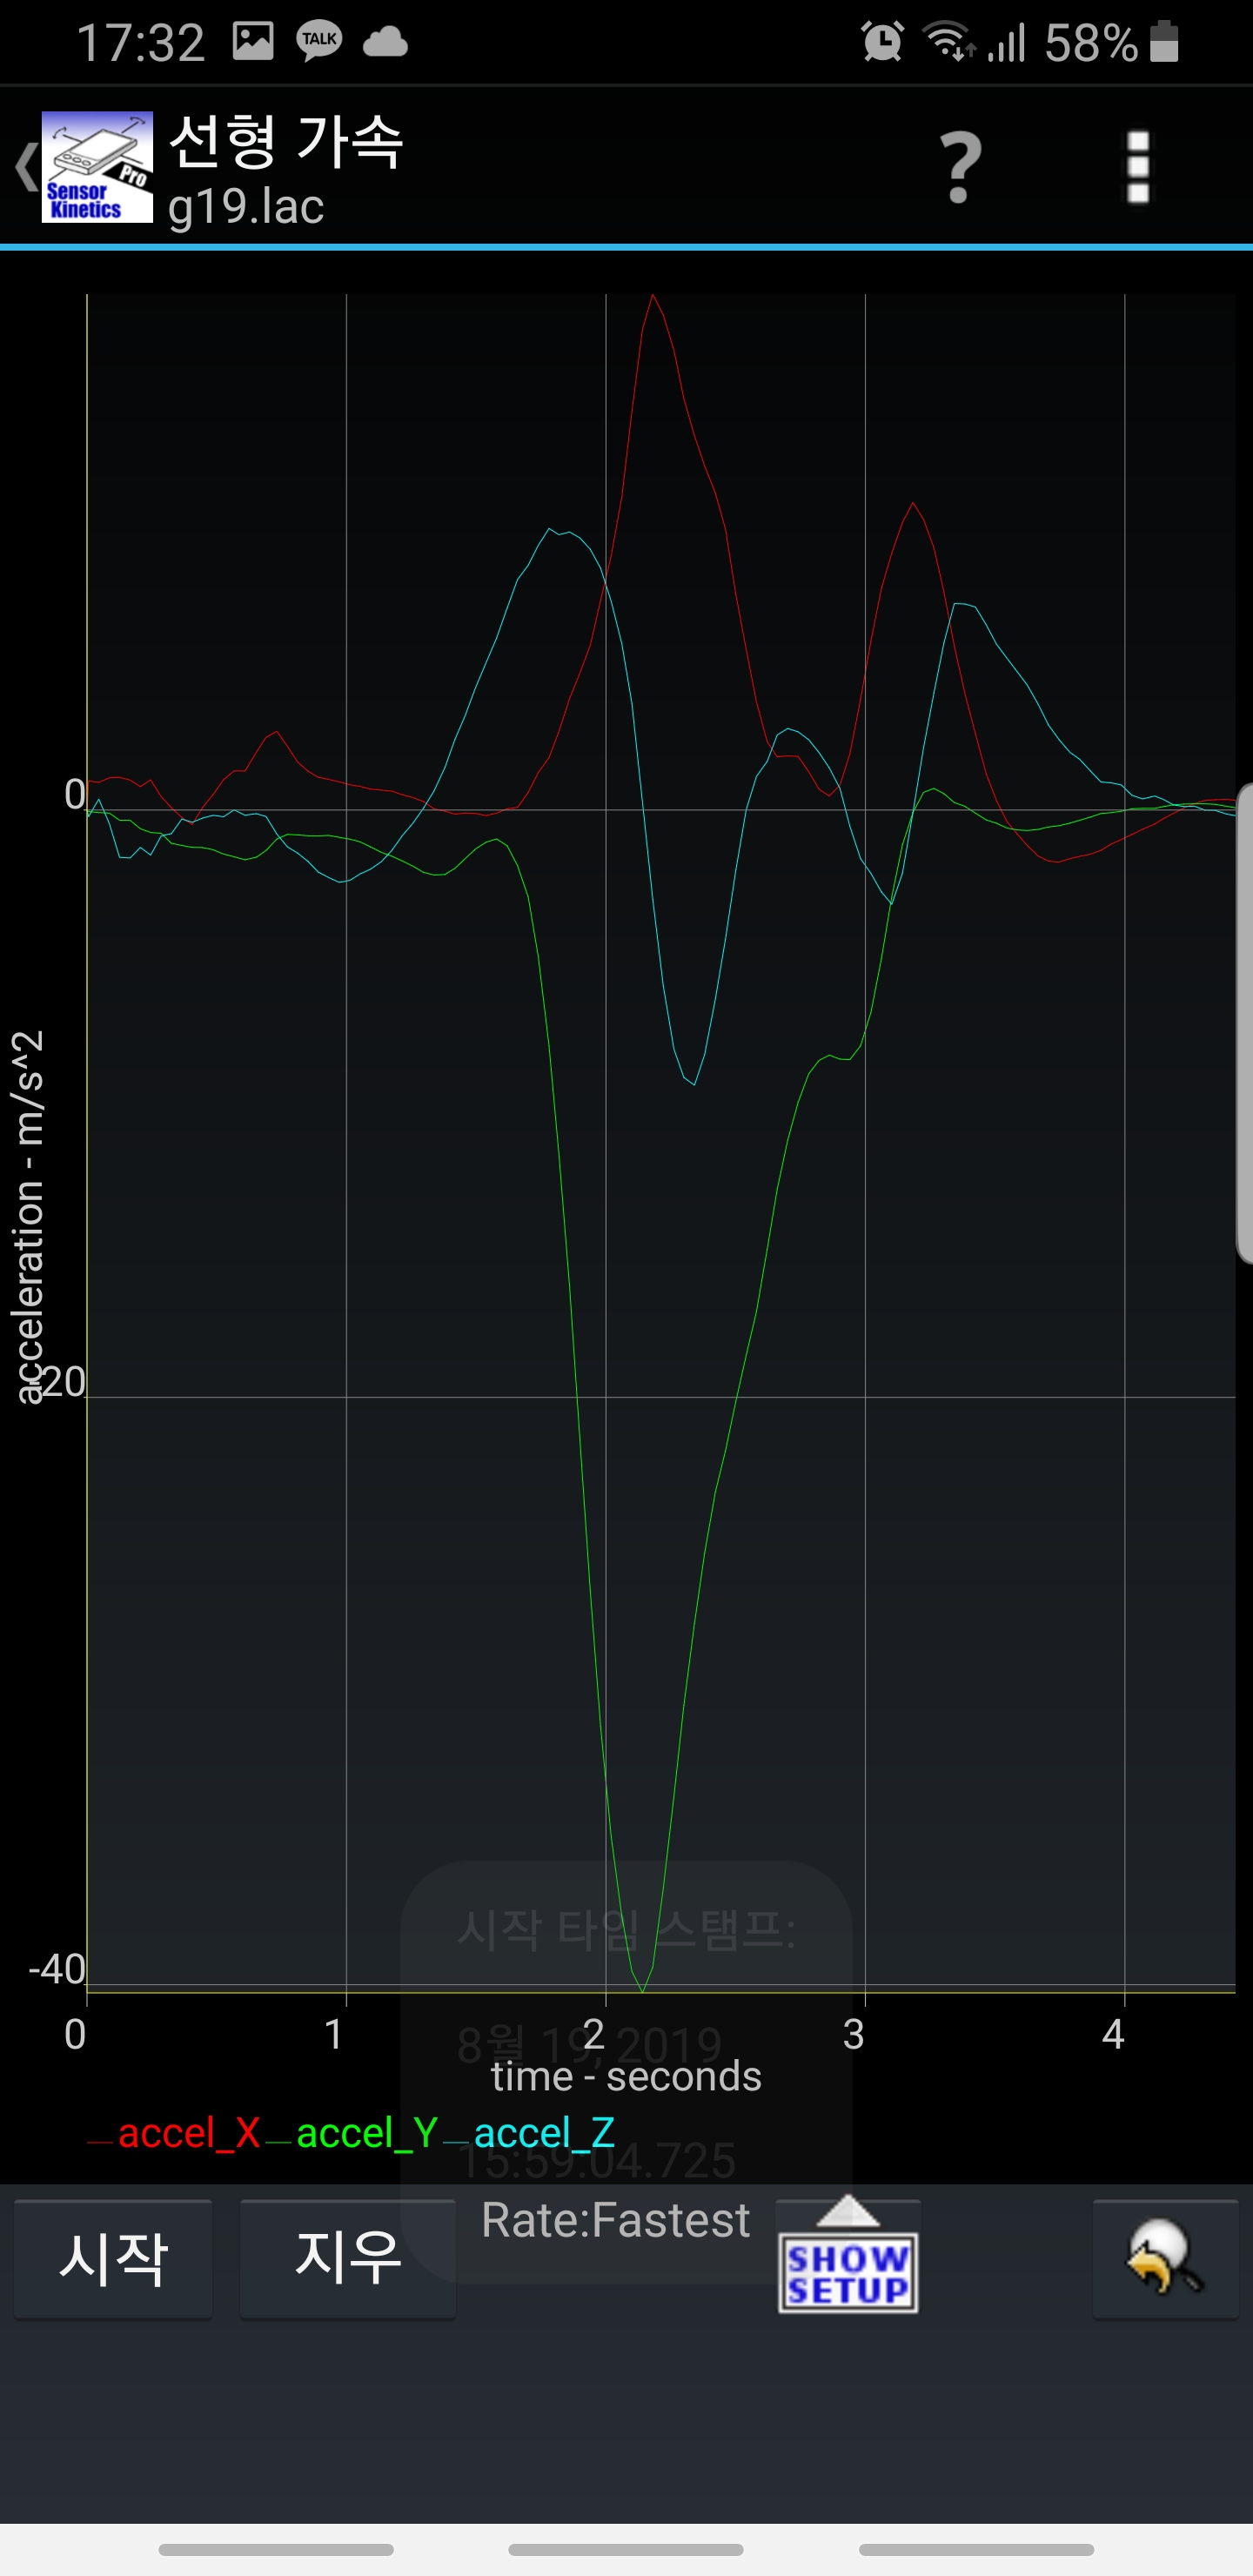 17:32 TALK 58%
Pro
Sensor
Kinetics
선형 가속
g19.lac
?
0
acceleration - m/s^2
-20
-40
0 1 2 3 4
시작 타임 스탬프:
8월 19, 2019
time - seconds
accel_X accel_Y accel_Z
15:59:04.725
Rate:Fastest
시작
지우
SHOW
SETUP